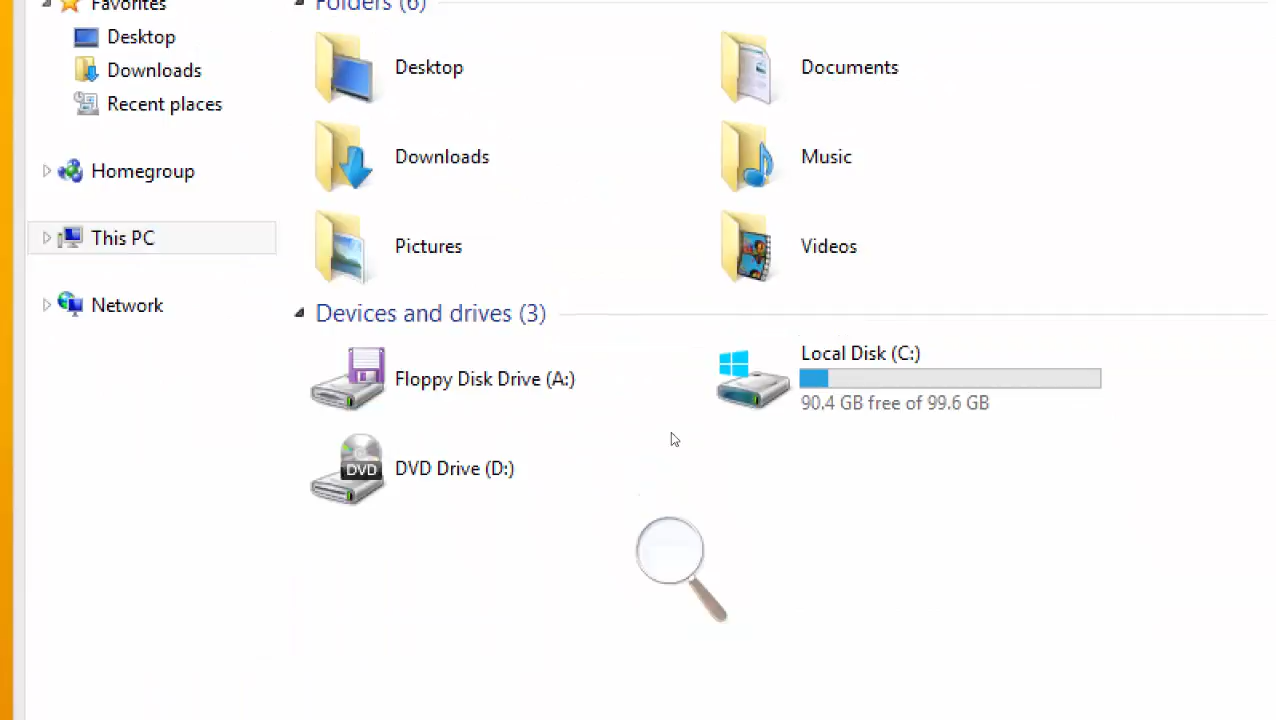 Favorites
Desktop
Downloads
Recent places
Homegroup
This PC
Network
Folders (6)
Desktop
Documents
Downloads
Music
Pictures
Videos
Devices and drives (3)
Floppy Disk Drive (A:)
Local Disk (C:)
90.4 GB free of 99.6 GB
DVD
DVD Drive (D:)